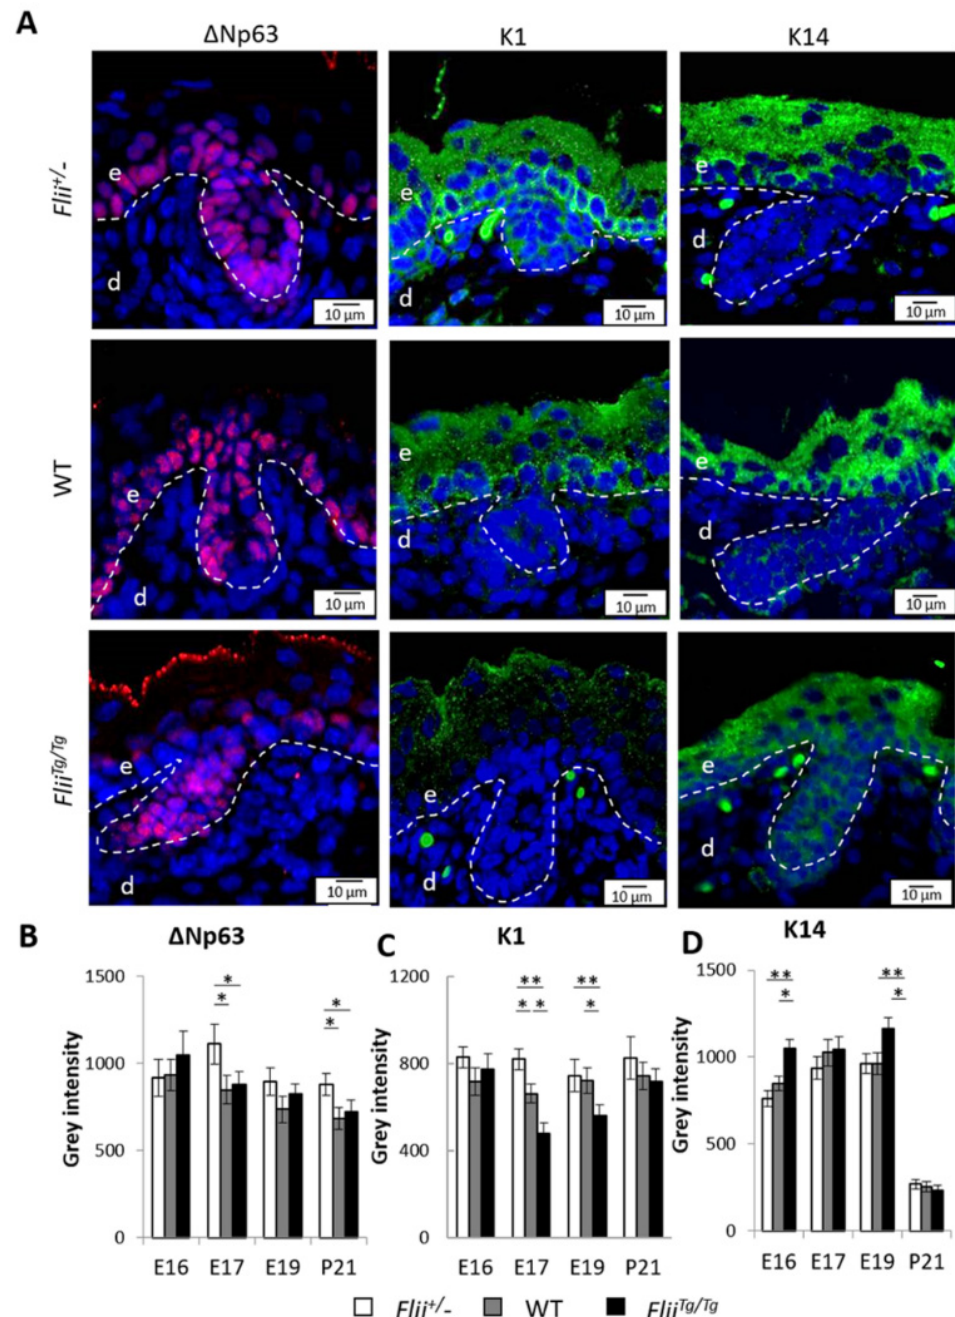 A
ΔNp63 K1 K14
Flii+/-
e
d
10 µm
e
d
10 µm
e
d
10 µm
WT
e
d
10 µm
e
d
10 µm
e
d
10 µm
FliiTg/Tg
e
d
10 µm
e
d
10 µm
e
d
10 µm
B ΔNp63
Grey intensity
1500
1000
500
0
*
*
*
*
E16 E17 E19 P21
C K1
Grey intensity
1200
800
400
0
** **
* * *
E16 E17 E19 P21
D K14
Grey intensity
1500
1000
500
0
** **
* *
E16 E17 E19 P21
Flii+/- WT FliiTg/Tg